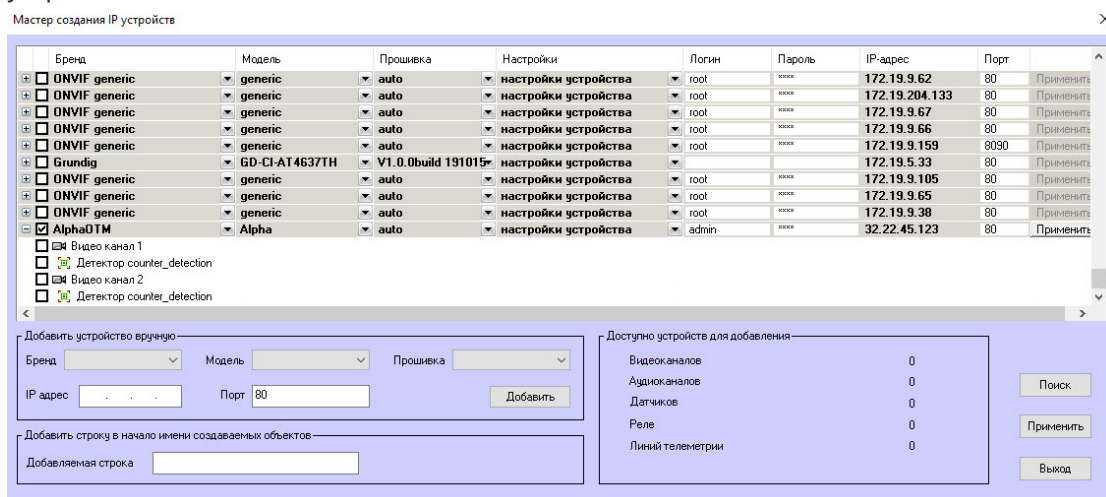 Мастер создания IP устройств
Бренд Модель Прошивка Настройки Логин Пароль IP-адрес Порт
ONVIF generic generic auto настройки устройства root **** 172.19.9.62 80 Применить
ONVIF generic generic auto настройки устройства root **** 172.19.204.133 80 Применить
ONVIF generic generic auto настройки устройства root **** 172.19.9.67 80 Применить
ONVIF generic generic auto настройки устройства root **** 172.19.9.66 80 Применить
ONVIF generic generic auto настройки устройства root **** 172.19.9.159 8090 Применить
Grundig GD-CI-AT4637TH V1.0.0build 191015 настройки устройства 172.19.5.33 80 Применить
ONVIF generic generic auto настройки устройства root **** 172.19.9.105 80 Применить
ONVIF generic generic auto настройки устройства root **** 172.19.9.65 80 Применить
ONVIF generic generic auto настройки устройства root **** 172.19.9.38 80 Применить
AlphaOTM Alpha auto настройки устройства admin **** 32.22.45.123 80 Применить
Видео канал 1
Детектор counter_detection
Видео канал 2
Детектор counter_detection
Добавить устройство вручную
Бренд Модель Прошивка
IP адрес . . . Порт 80 Добавить
Добавить строку в начало имени создаваемых объектов
Добавляемая строка
Доступно устройств для добавления
Видеоканалов 0
Аудиоканалов 0
Датчиков 0
Реле 0
Линий телеметрии 0
Поиск
Применить
Выход